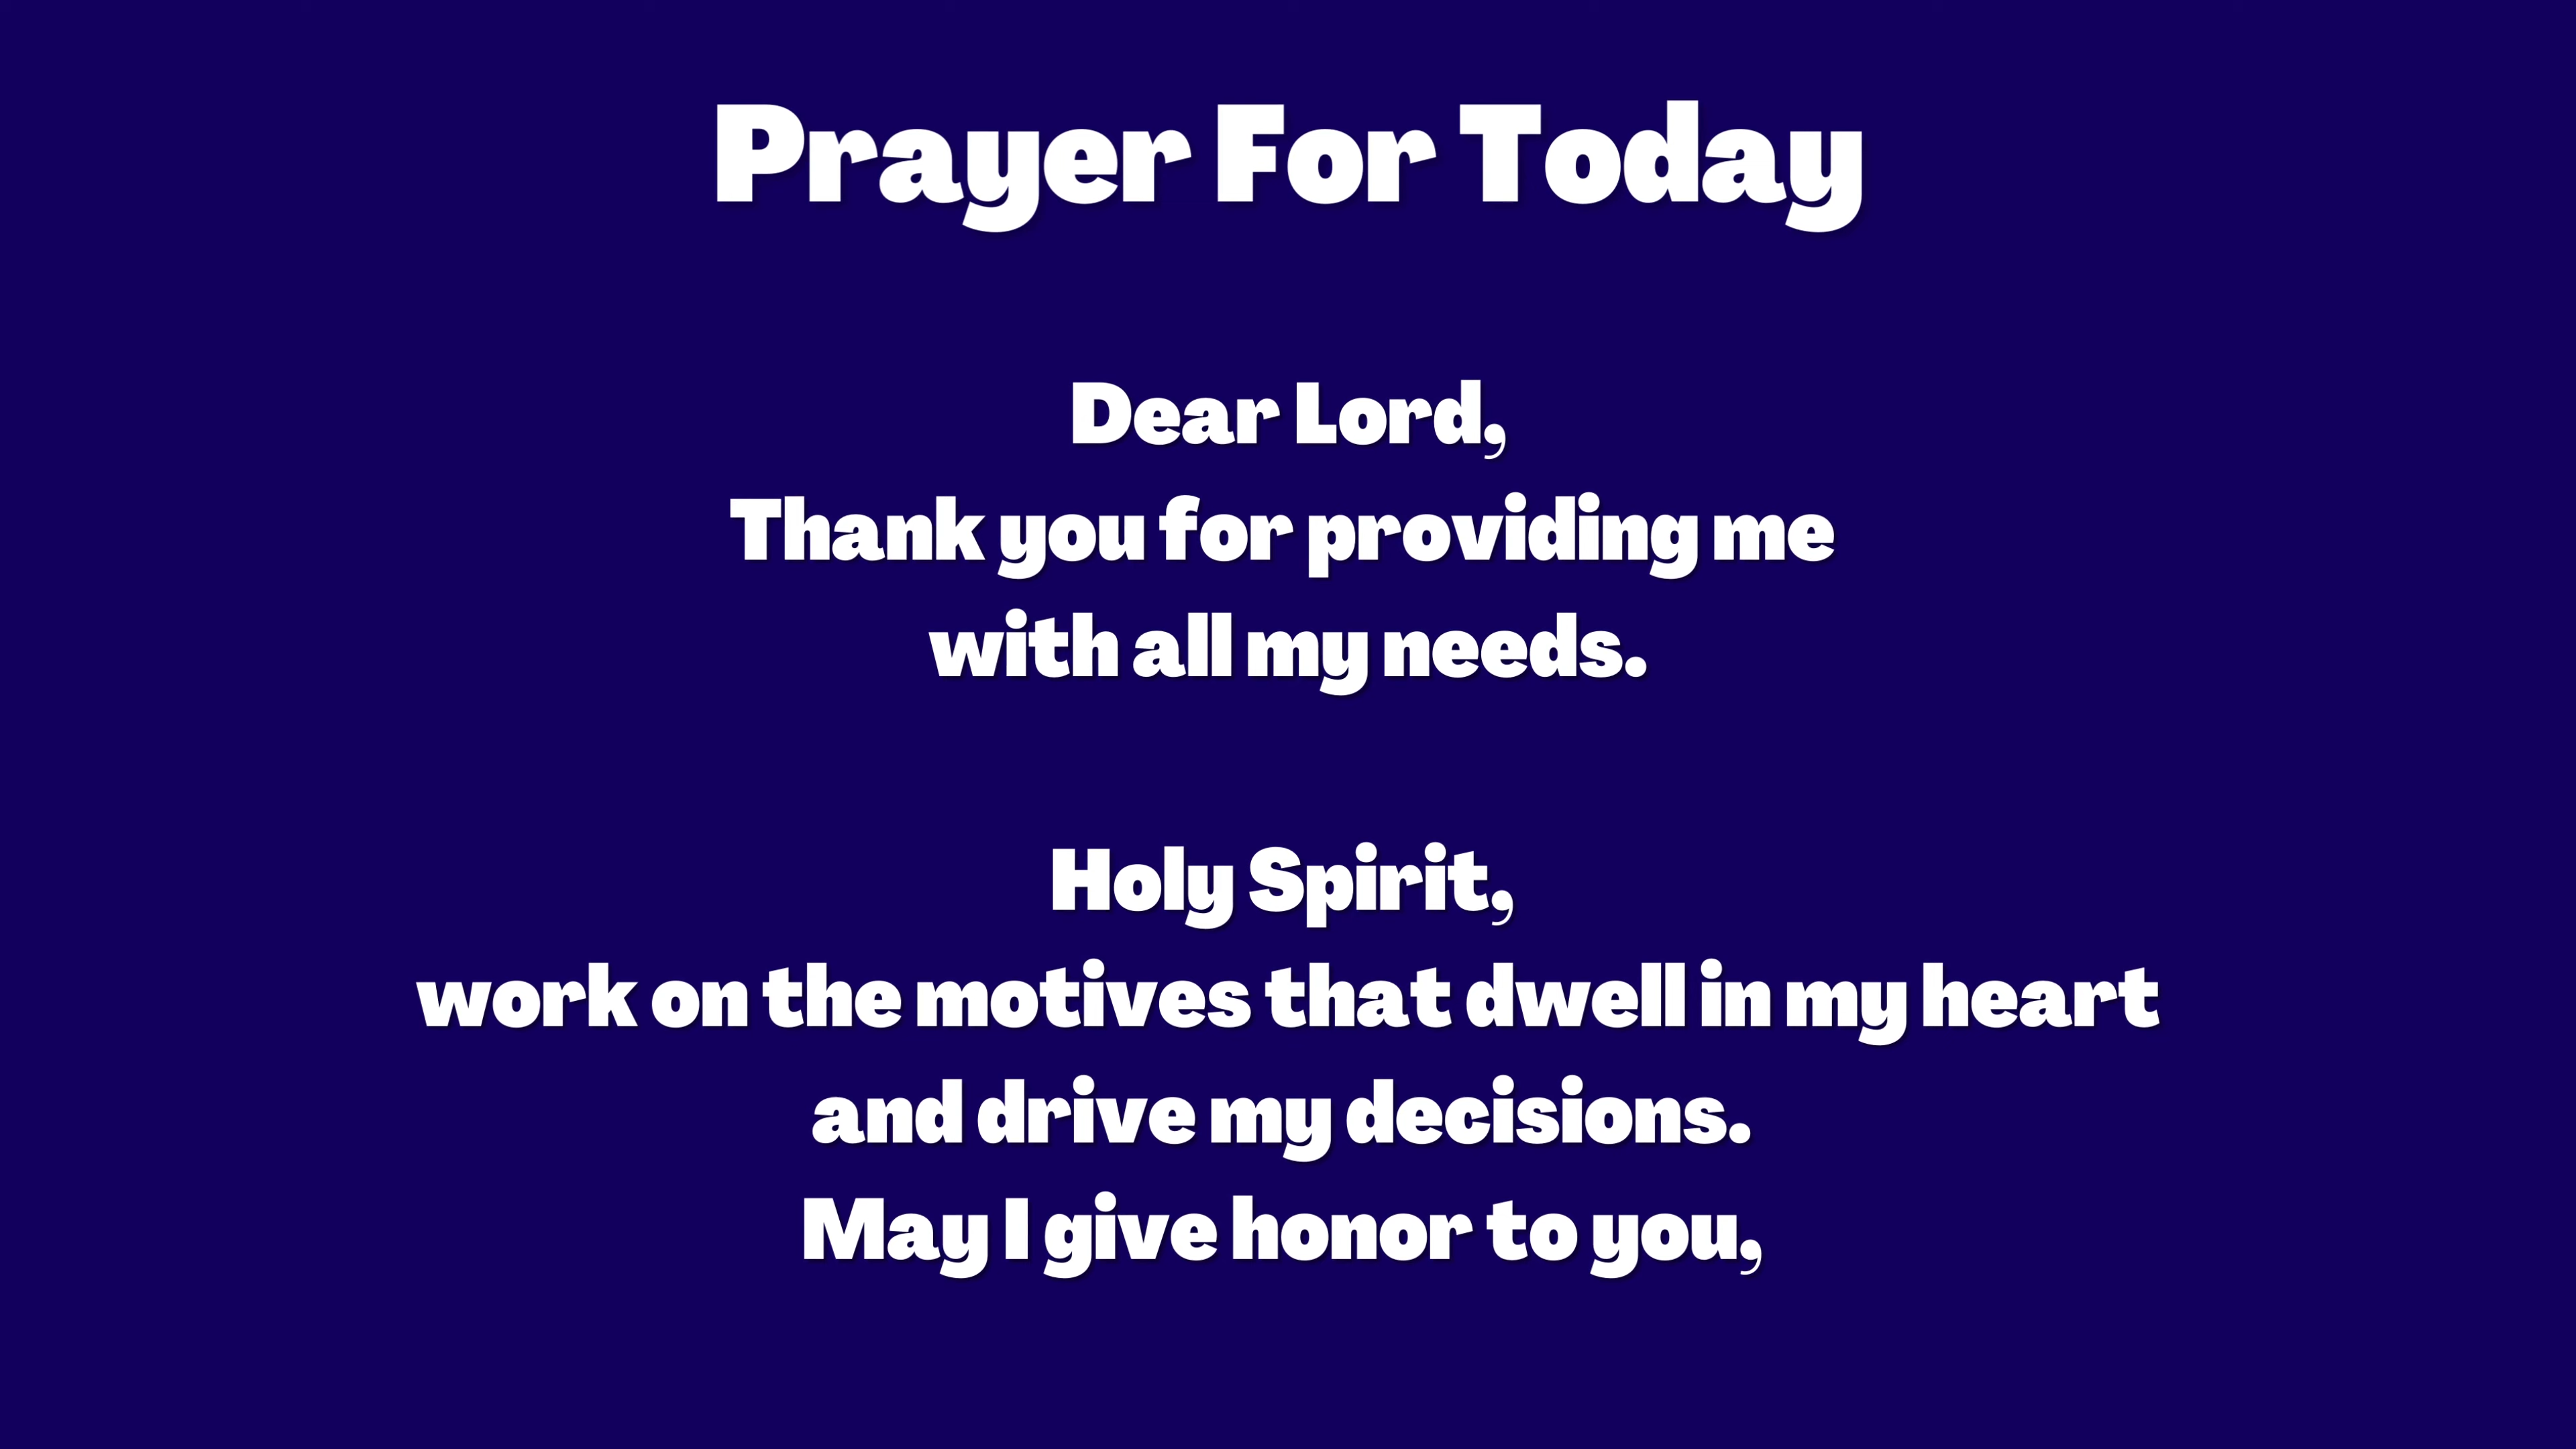 Prayer For Today
Dear Lord,
Thank you for providing me
with all my needs.
Holy Spirit,
work on the motives that dwell in my heart
and drive my decisions.
May I give honor to you,